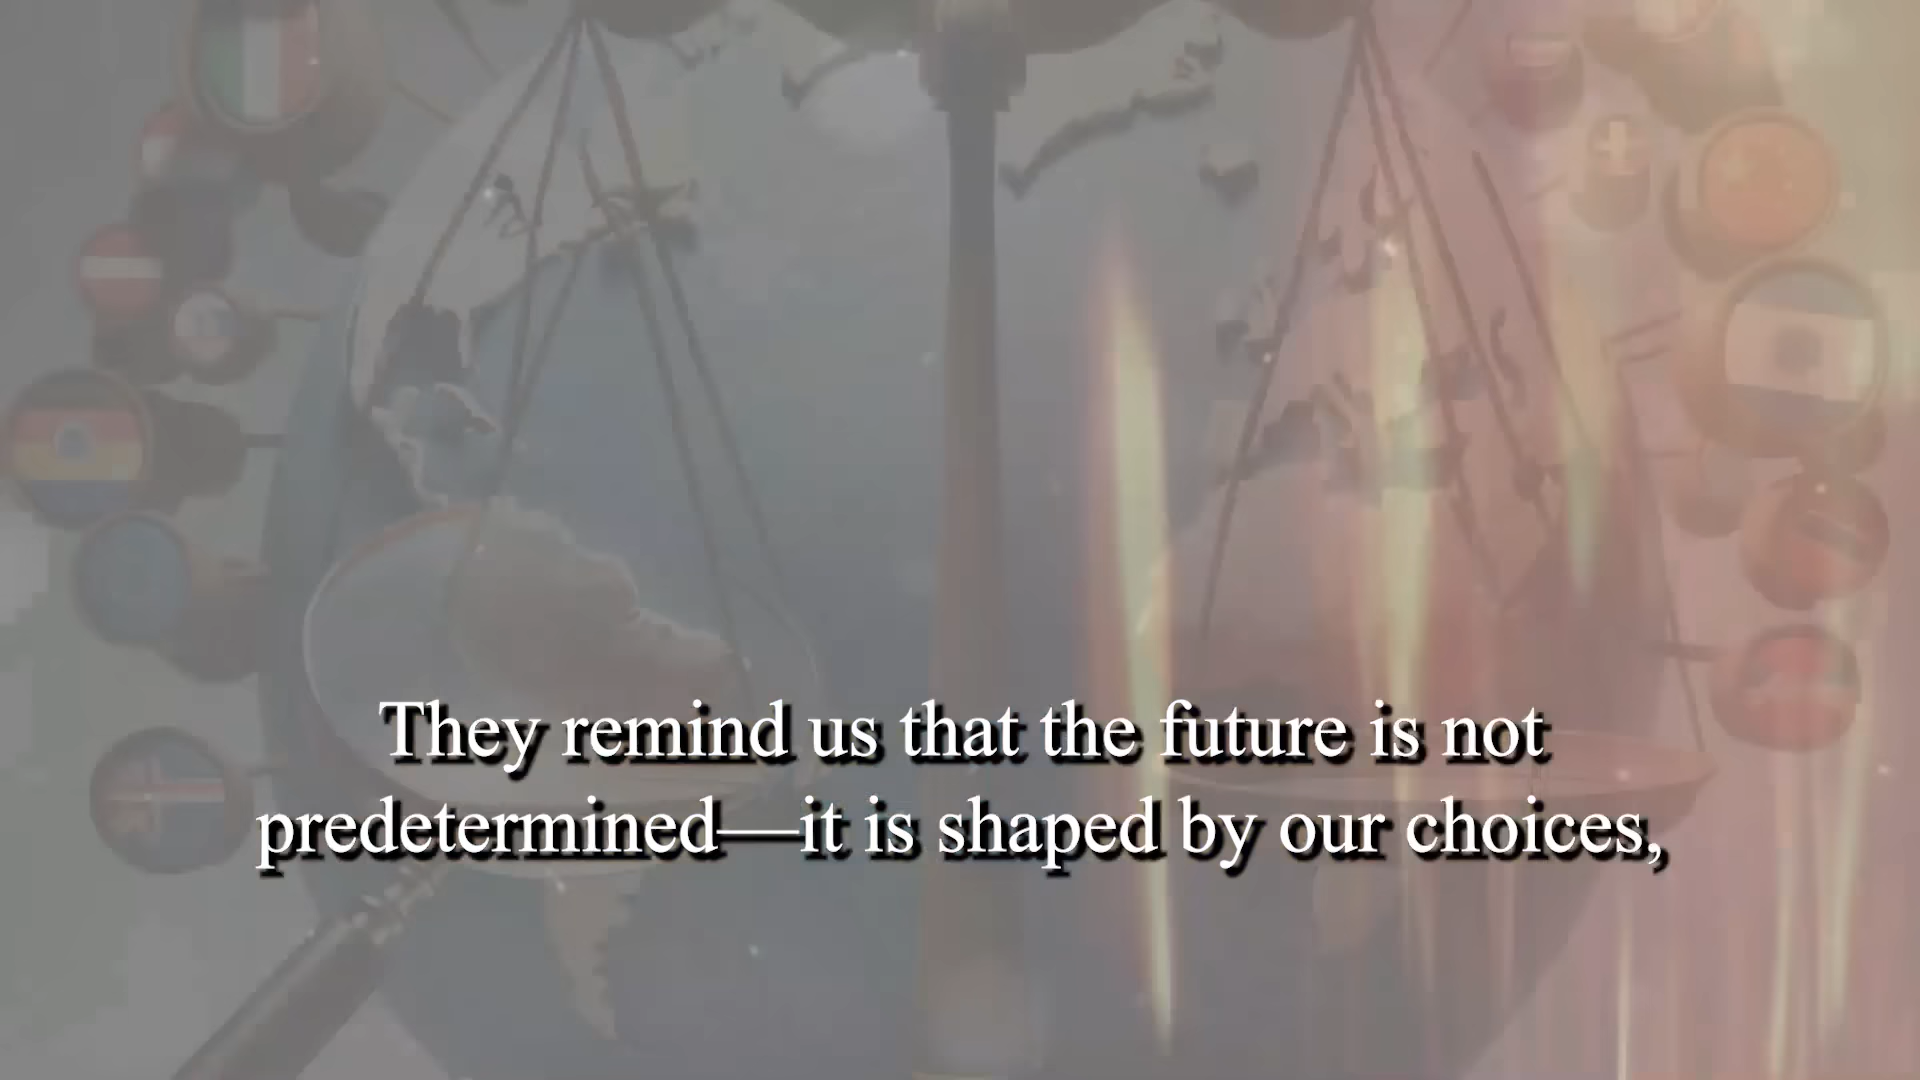 They remind us that the future is not
predetermined—it is shaped by our choices,